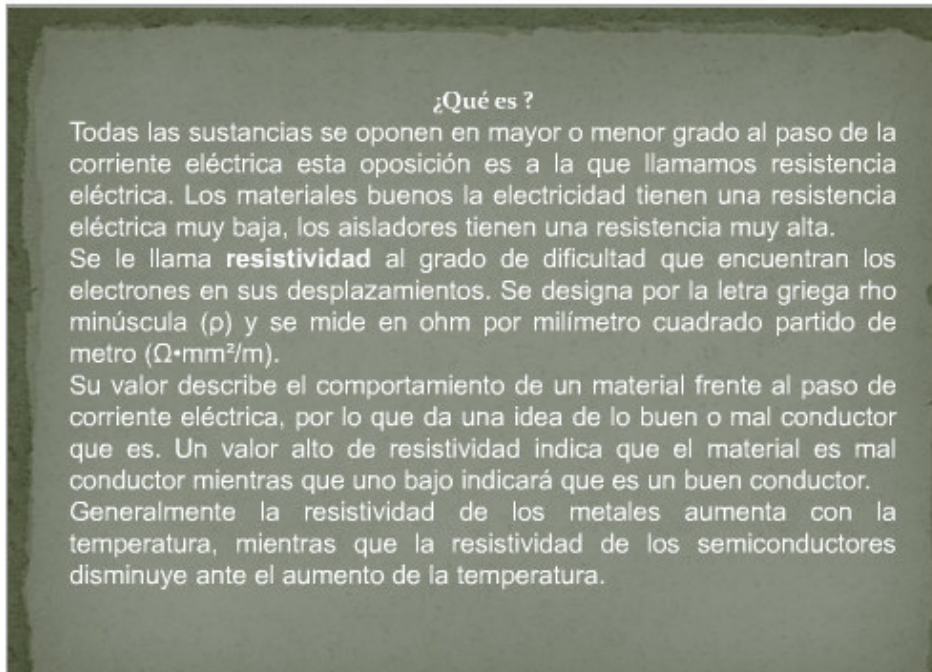 ¿Qué es ?
Todas las sustancias se oponen en mayor o menor grado al paso de la
corriente eléctrica esta oposición es a la que llamamos resistencia
eléctrica. Los materiales buenos la electricidad tienen una resistencia
eléctrica muy baja, los aisladores tienen una resistencia muy alta.
Se le llama resistividad al grado de dificultad que encuentran los
electrones en sus desplazamientos. Se designa por la letra griega rho
minúscula (ρ) y se mide en ohm por milímetro cuadrado partido de
metro (Ω•mm²/m).
Su valor describe el comportamiento de un material frente al paso de
corriente eléctrica, por lo que da una idea de lo buen o mal conductor
que es. Un valor alto de resistividad indica que el material es mal
conductor mientras que uno bajo indicará que es un buen conductor.
Generalmente la resistividad de los metales aumenta con la
temperatura, mientras que la resistividad de los semiconductores
disminuye ante el aumento de la temperatura.